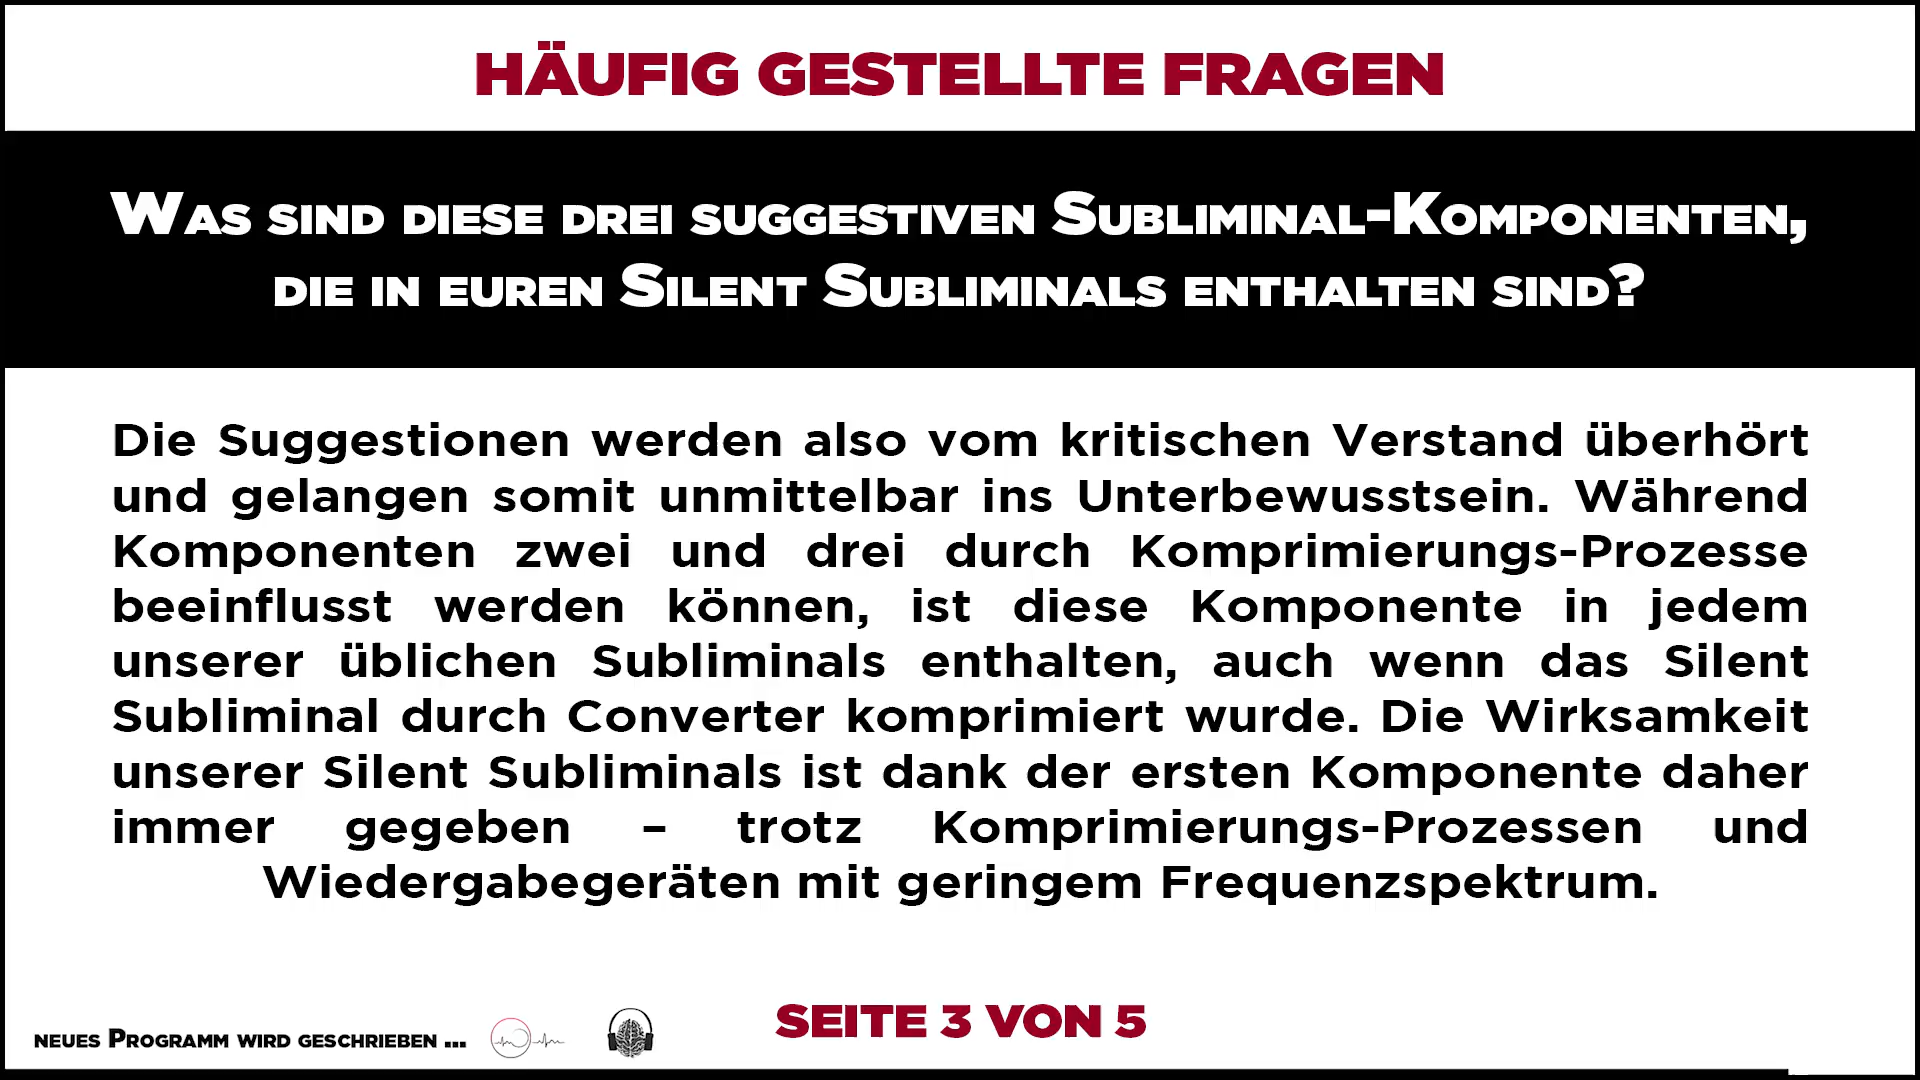 HÄUFIG GESTELLTE FRAGEN
Was sind diese drei suggestiven Subliminal-Komponenten,
die in euren Silent Subliminals enthalten sind?
Die Suggestionen werden also vom kritischen Verstand überhört
und gelangen somit unmittelbar ins Unterbewusstsein. Während
Komponenten zwei und drei durch Komprimierungs-Prozesse
beeinflusst werden können, ist diese Komponente in jedem
unserer üblichen Subliminals enthalten, auch wenn das Silent
Subliminal durch Converter komprimiert wurde. Die Wirksamkeit
unserer Silent Subliminals ist dank der ersten Komponente daher
immer gegeben – trotz Komprimierungs-Prozessen und
Wiedergabegeräten mit geringem Frequenzspektrum.
neues Programm wird geschrieben ...
SEITE 3 VON 5